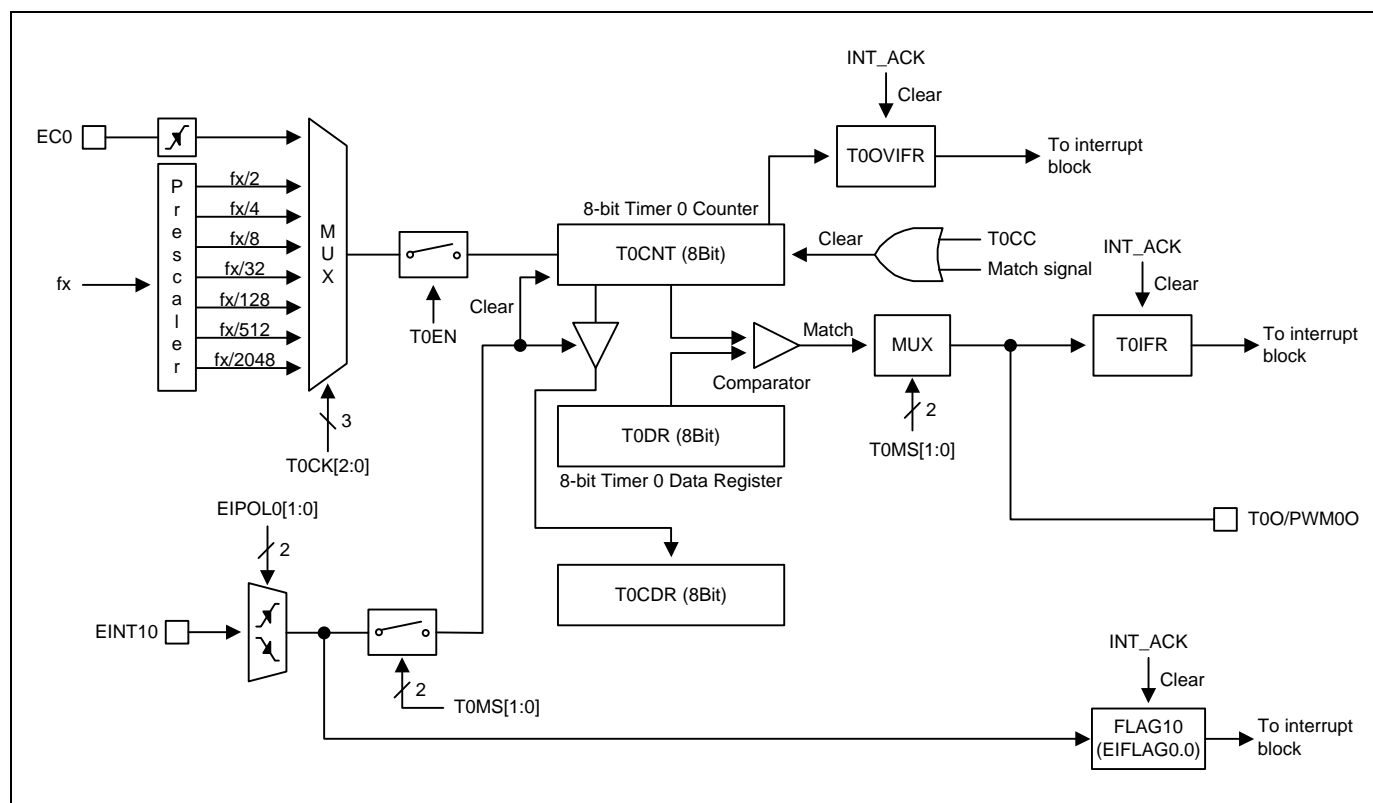 INT_ACK
Clear
EC0
T0OVIFR
To interrupt
block
Prescaler
fx/2
fx/4
fx/8
fx/32
fx/128
fx/512
fx/2048
fx
MUX
8-bit Timer 0 Counter
T0CNT (8Bit)
Clear
T0CC
Match signal
INT_ACK
Clear
T0EN
Clear
Match
MUX
T0IFR
To interrupt
block
Comparator
3
T0CK[2:0]
T0DR (8Bit)
2
T0MS[1:0]
8-bit Timer 0 Data Register
EIPOL0[1:0]
2
T0O/PWM0O
T0CDR (8Bit)
EINT10
2
T0MS[1:0]
INT_ACK
Clear
FLAG10
(EIFLAG0.0)
To interrupt
block